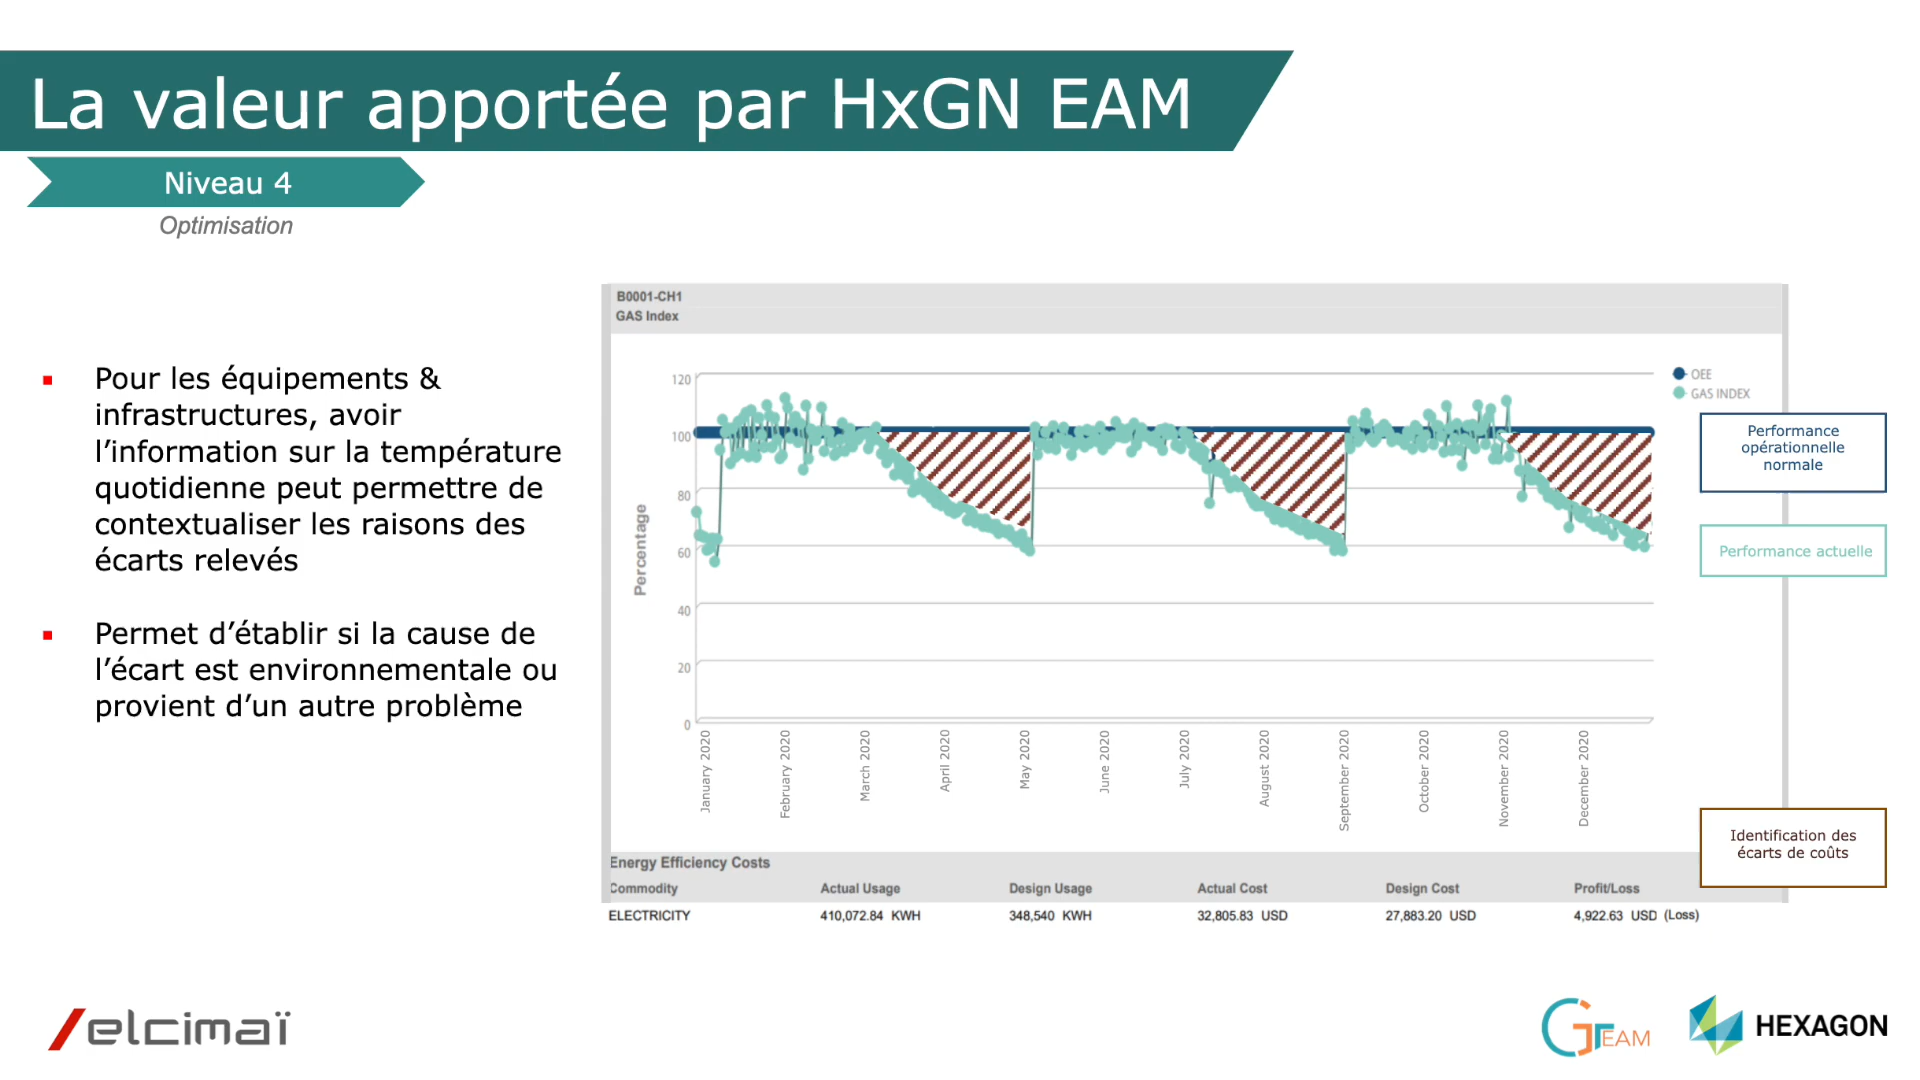 La valeur apportée par HxGN EAM
Niveau 4
Optimisation
Pour les équipements &
infrastructures, avoir
l’information sur la température
quotidienne peut permettre de
contextualiser les raisons des
écarts relevés
Permet d’établir si la cause de
l’écart est environnementale ou
provient d’un autre problème
B0001-CH1
GAS Index
OEE
GAS INDEX
Percentage
120
100
80
60
40
20
0
January 2020
February 2020
March 2020
April 2020
May 2020
June 2020
July 2020
August 2020
September 2020
October 2020
November 2020
December 2020
Performance
opérationnelle
normale
Performance actuelle
Identification des
écarts de coûts
Energy Efficiency Costs
Commodity Actual Usage Design Usage Actual Cost Design Cost Profit/Loss
ELECTRICITY 410,072.84 KWH 348,540 KWH 32,805.83 USD 27,883.20 USD 4,922.63 USD (Loss)
elcimaï
GTEAM
HEXAGON